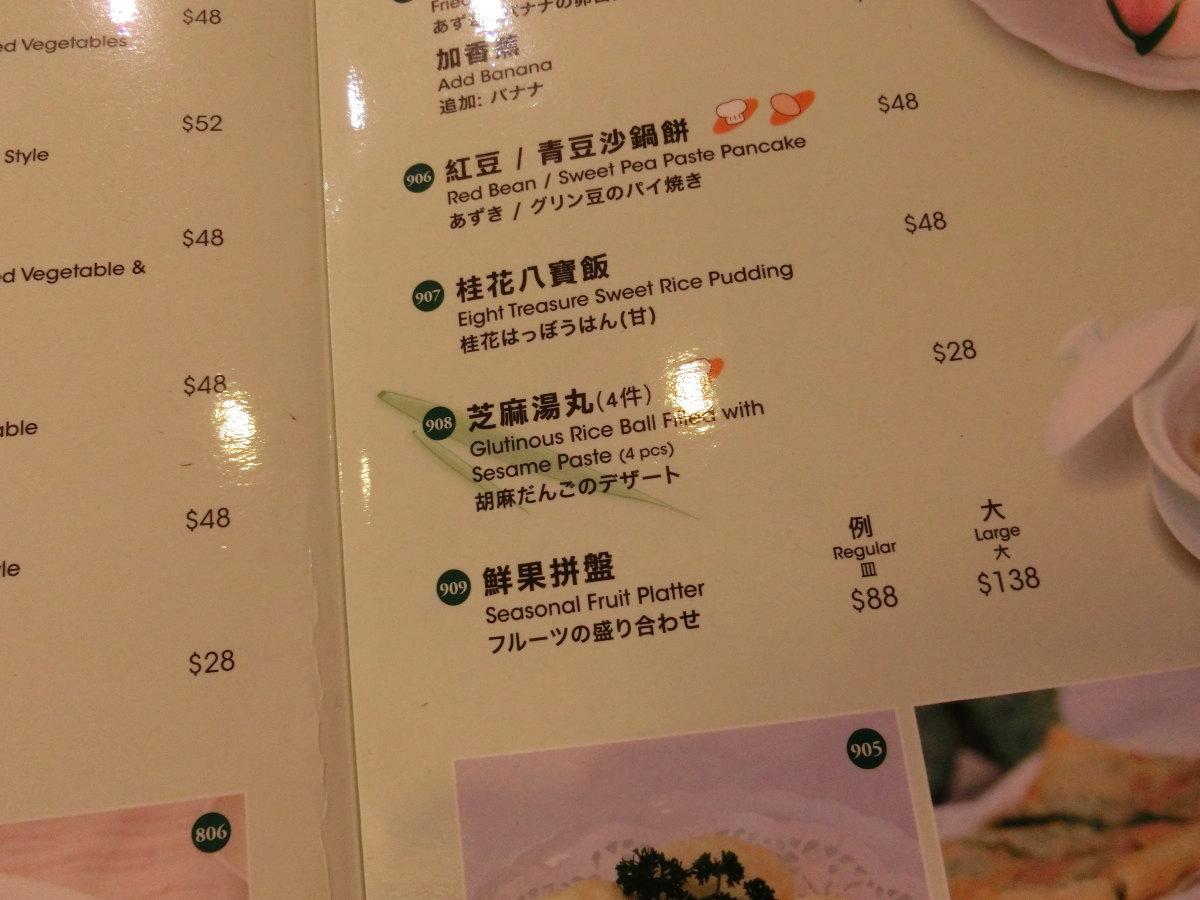 $48
ed Vegetables
$52
Style
$48
ed Vegetable &
$48
able
$48
yle
$28
806
加香蕉
Add Banana
追加: バナナ
906 紅豆 / 青豆沙鍋餅 $48
Red Bean / Sweet Pea Paste Pancake
あずき / グリン豆のパイ焼き
907 桂花八寶飯 $48
Eight Treasure Sweet Rice Pudding
桂花はっぽうはん(甘)
908 芝麻湯丸(4件) $28
Glutinous Rice Ball Filled with
Sesame Paste (4 pcs)
胡麻だんごのデザート
例 大
Regular Large
皿 大
$88 $138
909 鮮果拼盤
Seasonal Fruit Platter
フルーツの盛り合わせ
905